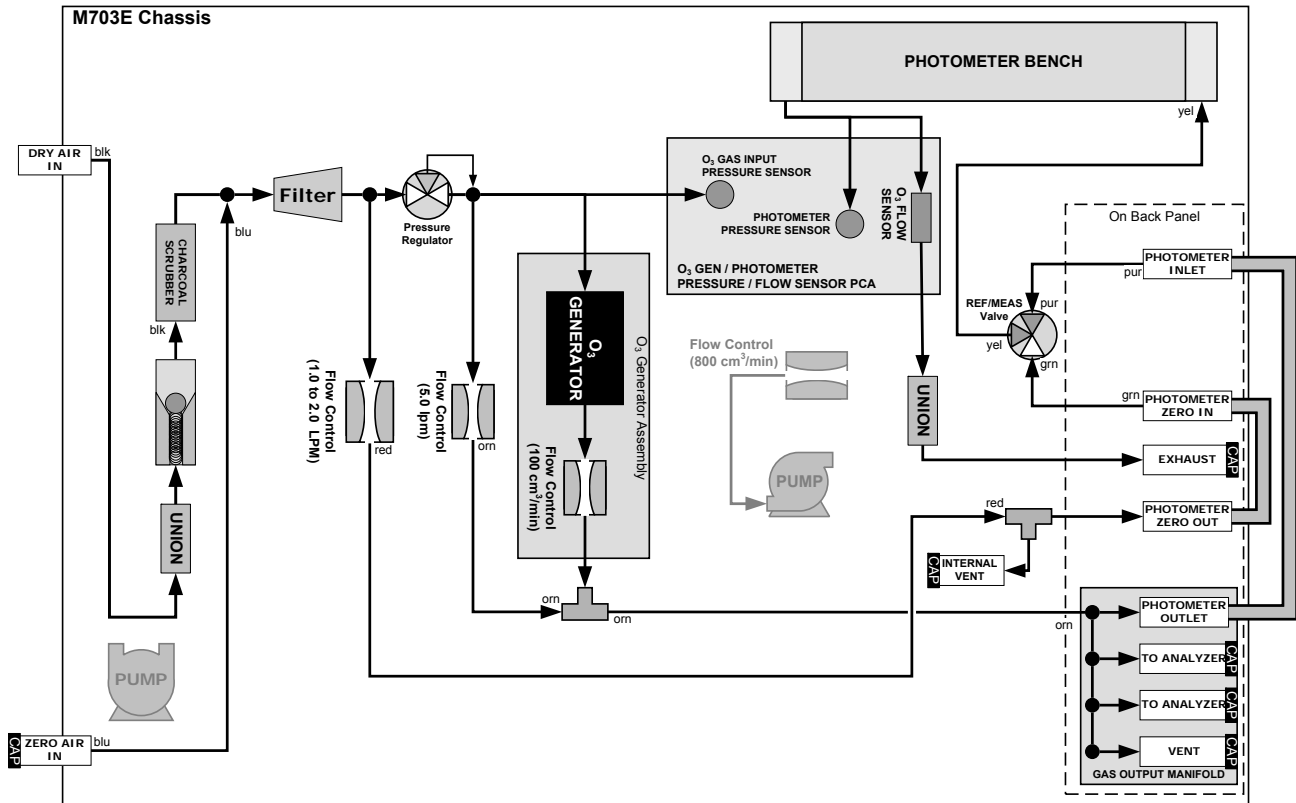 M703E Chassis
PHOTOMETER BENCH
yel
DRY AIR
IN
blk
O₃ GAS INPUT
PRESSURE SENSOR
Filter
Pressure
Regulator
blu
CHARCOAL
SCRUBBER
blk
UNION
PUMP
CAP
ZERO AIR
IN
blu
PHOTOMETER
PRESSURE SENSOR
O₃ FLOW
SENSOR
O₃ GEN / PHOTOMETER
PRESSURE / FLOW SENSOR PCA
O₃
GENERATOR
O₃ Generator Assembly
Flow Control
(1.0 to 2.0 LPM)
red
Flow Control
(5.0 lpm)
orn
Flow Control
(100 cm³/min)
orn
orn
Flow Control
(800 cm³/min)
PUMP
UNION
On Back Panel
pur
PHOTOMETER
INLET
REF/MEAS
Valve
pur
yel
grn
grn
PHOTOMETER
ZERO IN
EXHAUST
CAP
red
PHOTOMETER
ZERO OUT
CAP
INTERNAL
VENT
orn
PHOTOMETER
OUTLET
TO ANALYZER
CAP
TO ANALYZER
CAP
VENT
CAP
GAS OUTPUT MANIFOLD